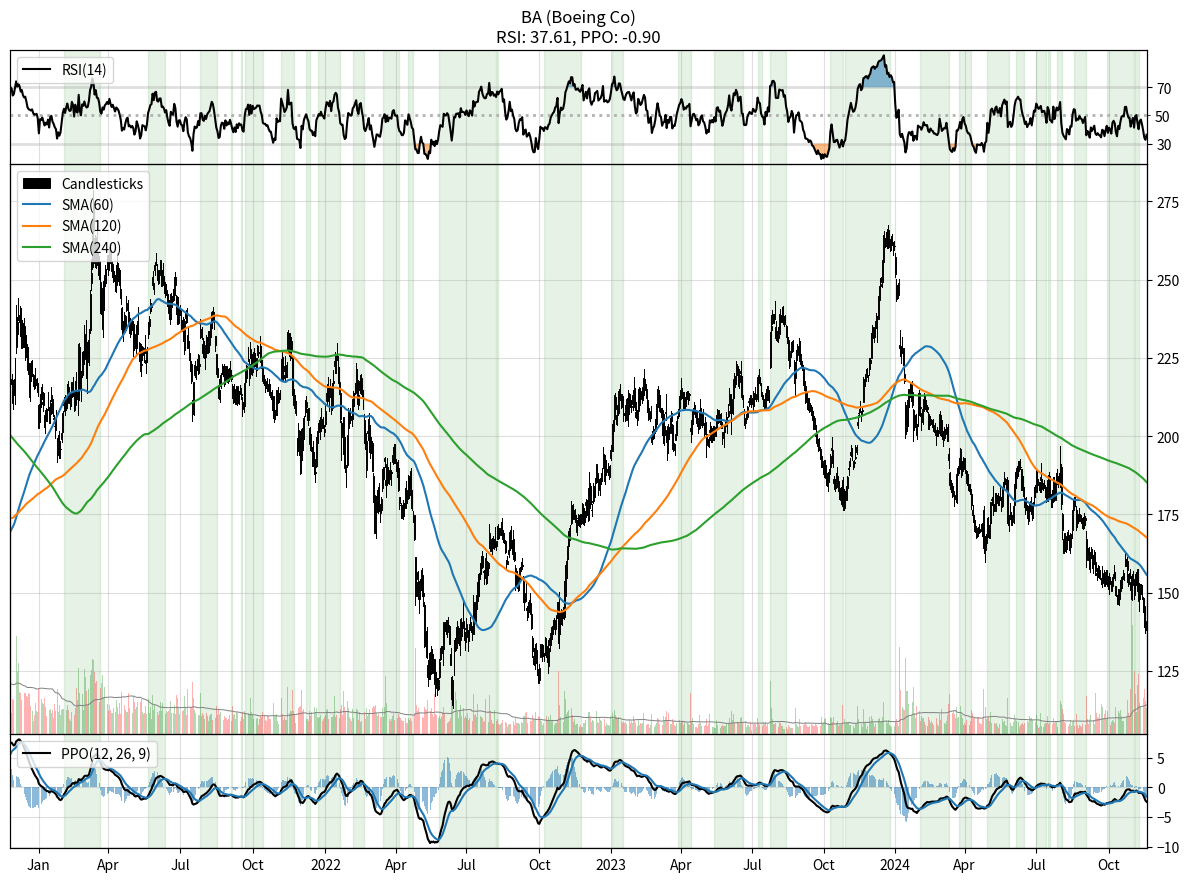 BA (Boeing Co)
RSI: 37.61, PPO: -0.90
RSI(14)
70
50
30
Candlesticks
SMA(60)
SMA(120)
SMA(240)
275
250
225
200
175
150
125
PPO(12, 26, 9)
5
0
−5
−10
Jan Apr Jul Oct 2022 Apr Jul Oct 2023 Apr Jul Oct 2024 Apr Jul Oct